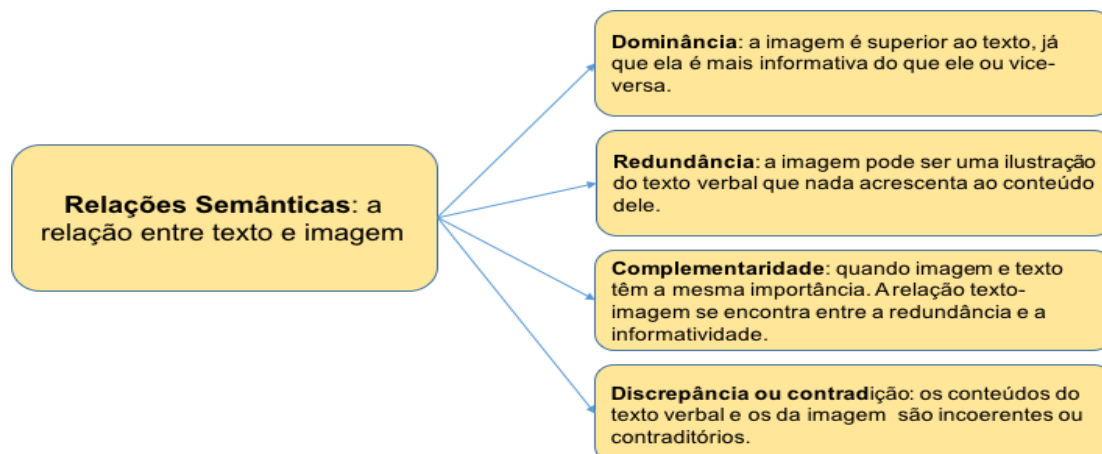 Relações Semânticas: a
relação entre texto e imagem
Dominância: a imagem é superior ao texto, já
que ela é mais informativa do que ele ou vice-
versa.
Redundância: a imagem pode ser uma ilustração
do texto verbal que nada acrescenta ao conteúdo
dele.
Complementaridade: quando imagem e texto
têm a mesma importância. A relação texto-
imagem se encontra entre a redundância e a
informatividade.
Discrepância ou contradição: os conteúdos do
texto verbal e os da imagem são incoerentes ou
contraditórios.